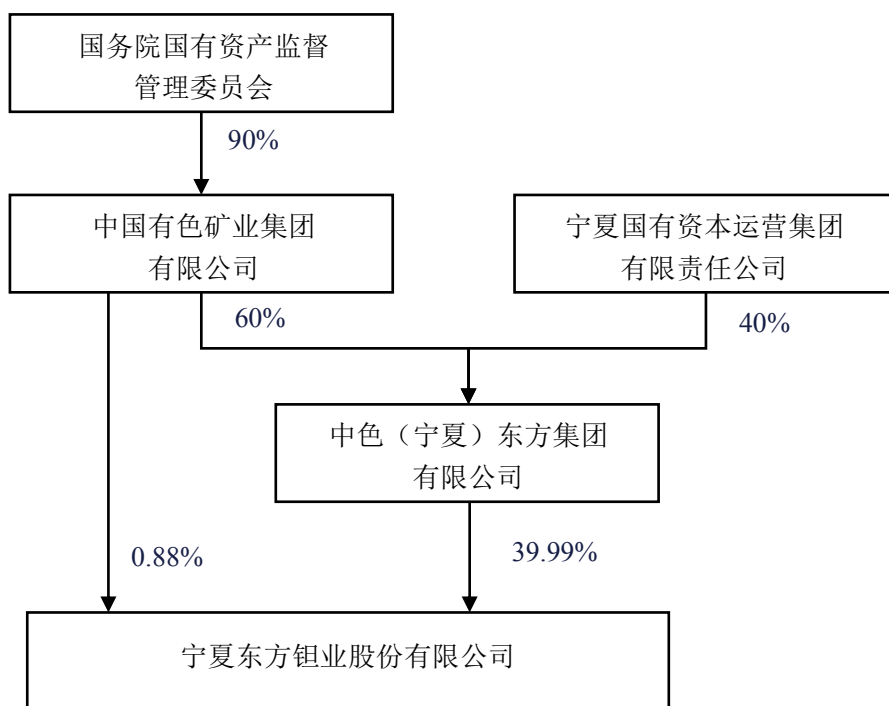 国务院国有资产监督
管理委员会
90%
中国有色矿业集团
有限公司
宁夏国有资本运营集团
有限责任公司
60%
40%
中色（宁夏）东方集团
有限公司
0.88%
39.99%
宁夏东方钽业股份有限公司